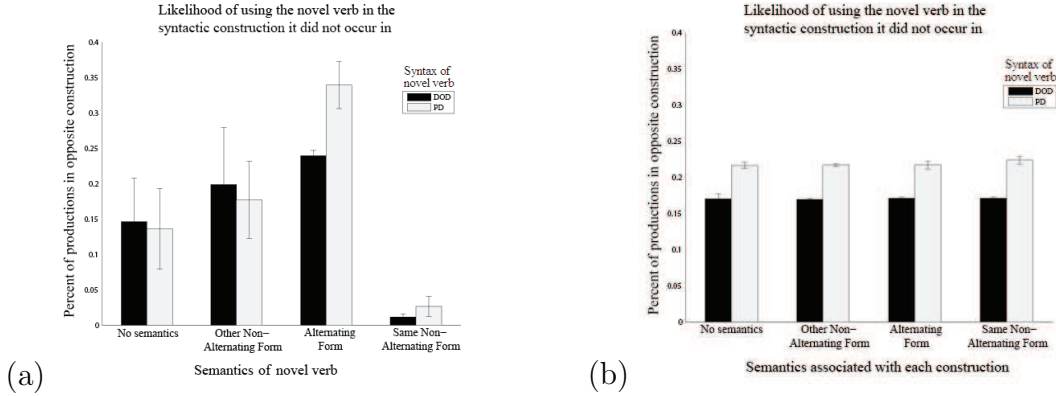 Likelihood of using the novel verb in the
syntactic construction it did not occur in
Percent of productions in opposite construction
0.4
0.35
0.3
0.25
0.2
0.15
0.1
0.05
0
Syntax of
novel verb
DOD
PD
No semantics
Other Non–
Alternating Form
Alternating
Form
Same Non–
Alternating Form
Semantics of novel verb
(a)
Likelihood of using the novel verb in the
syntactic construction it did not occur in
Percent of productions in opposite construction
0.4
0.35
0.3
0.25
0.2
0.15
0.1
0.05
0
Syntax of
novel verb
DOD
PD
No semantics
Other Non–
Alternating Form
Alternating
Form
Same Non–
Alternating Form
Semantics associated with each construction
(b)